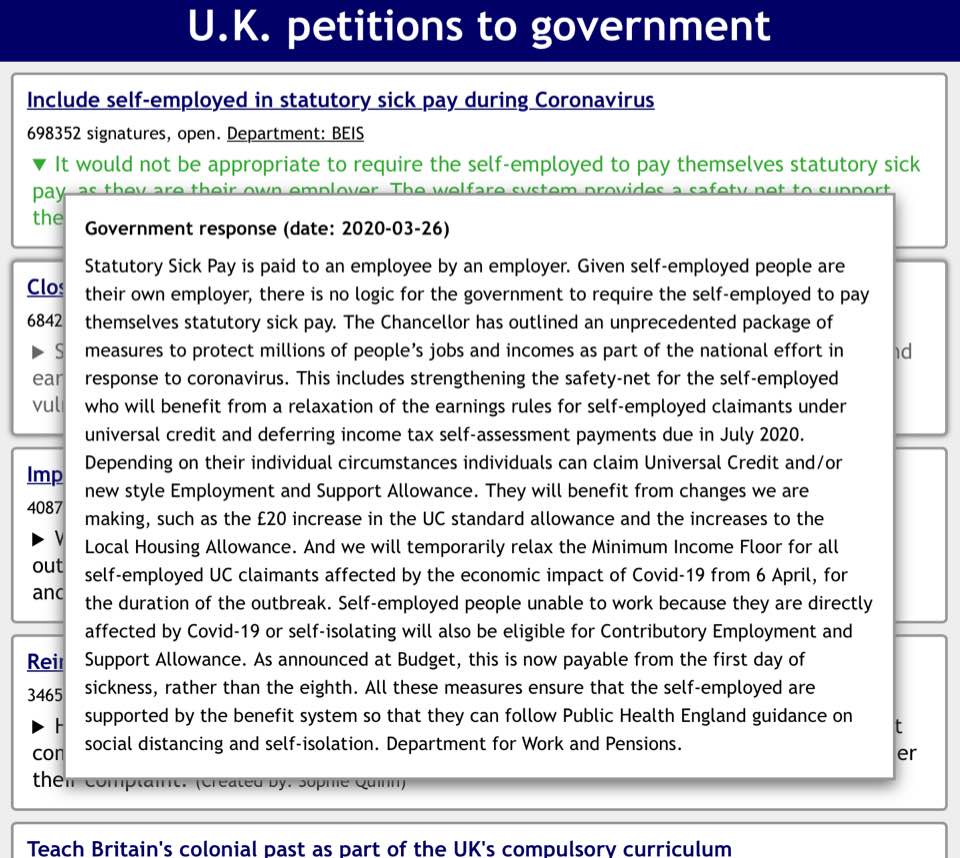 U.K. petitions to government
Include self-employed in statutory sick pay during Coronavirus
698352 signatures, open. Department: BEIS
▼ It would not be appropriate to require the self-employed to pay themselves statutory sick
pay, as they are their own employer. The welfare system provides a safety net to support
the
Government response (date: 2020-03-26)
Statutory Sick Pay is paid to an employee by an employer. Given self-employed people are
their own employer, there is no logic for the government to require the self-employed to pay
themselves statutory sick pay. The Chancellor has outlined an unprecedented package of
measures to protect millions of people’s jobs and incomes as part of the national effort in
response to coronavirus. This includes strengthening the safety-net for the self-employed
who will benefit from a relaxation of the earnings rules for self-employed claimants under
universal credit and deferring income tax self-assessment payments due in July 2020.
Depending on their individual circumstances individuals can claim Universal Credit and/or
new style Employment and Support Allowance. They will benefit from changes we are
making, such as the £20 increase in the UC standard allowance and the increases to the
Local Housing Allowance. And we will temporarily relax the Minimum Income Floor for all
self-employed UC claimants affected by the economic impact of Covid-19 from 6 April, for
the duration of the outbreak. Self-employed people unable to work because they are directly
affected by Covid-19 or self-isolating will also be eligible for Contributory Employment and
Support Allowance. As announced at Budget, this is now payable from the first day of
sickness, rather than the eighth. All these measures ensure that the self-employed are
supported by the benefit system so that they can follow Public Health England guidance on
social distancing and self-isolation. Department for Work and Pensions.
Clos
6842
▶ S nd
ear
vul
Imp
4087
▶
out
and
Rein
3465
▶ H t
con er
their complaint. (Created by: Sophie Quinn)
Teach Britain's colonial past as part of the UK's compulsory curriculum